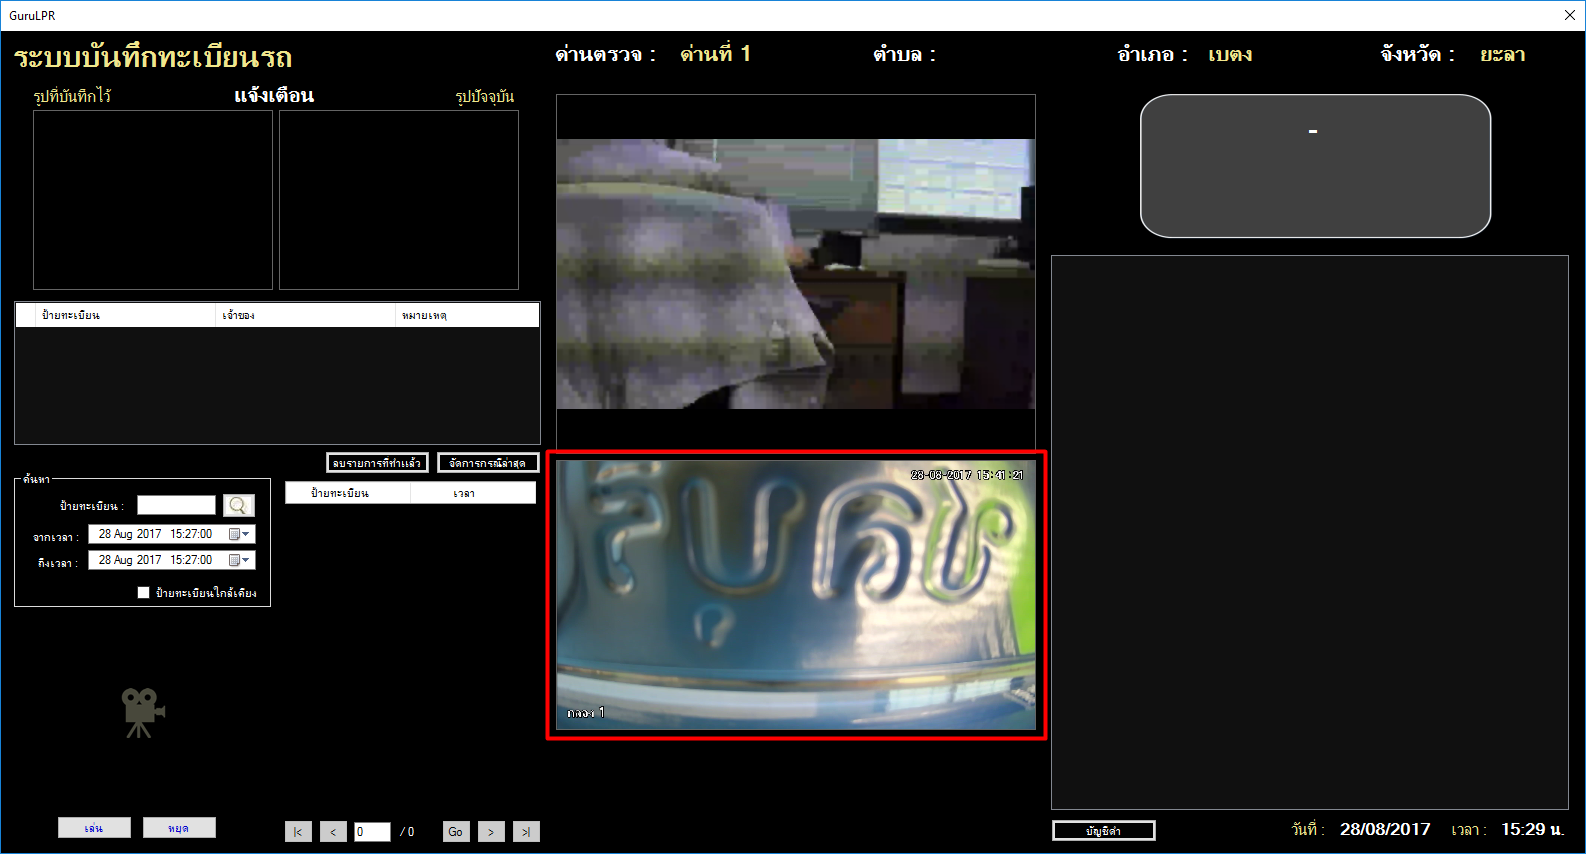 GuruLPR
ระบบบันทึกทะเบียนรถ
ด่านตรวจ : ด่านที่ 1 ตำบล : อำเภอ : เบตง จังหวัด : ยะลา
รูปที่บันทึกไว้ แจ้งเตือน รูปปัจจุบัน
-
ป้ายทะเบียน เจ้าของ หมายเหตุ
ลบรายการที่ทำแล้ว จัดการกรณีล่าสุด
ค้นหา
ป้ายทะเบียน :
จากเวลา : 28 Aug 2017 15:27:00
ถึงเวลา : 28 Aug 2017 15:27:00
ป้ายทะเบียนใกล้เคียง
ป้ายทะเบียน เวลา
28-08-2017 15:41:21
กล้อง 1
เล่น หยุด
|< < 0 / 0 Go > >|
บัญชีดำ วันที่ : 28/08/2017 เวลา : 15:29 น.